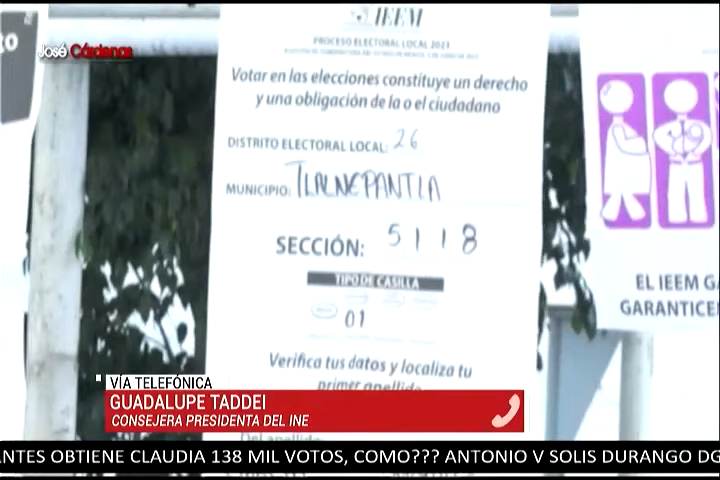 IEEM
José Cárdenas
PROCESO ELECTORAL LOCAL 2023
Votar en las elecciones constituye un derecho
y una obligación de la o el ciudadano
DISTRITO ELECTORAL LOCAL: 26
MUNICIPIO: TLALNEPANTLA
SECCIÓN: 5118
TIPO DE CASILLA
01
EL IEEM GA
GARANTICE
Verifica tus datos y localiza tu
primer apellido
VÍA TELEFÓNICA
GUADALUPE TADDEI
CONSEJERA PRESIDENTA DEL INE
ANTES OBTIENE CLAUDIA 138 MIL VOTOS, COMO??? ANTONIO V SOLIS DURANGO DG